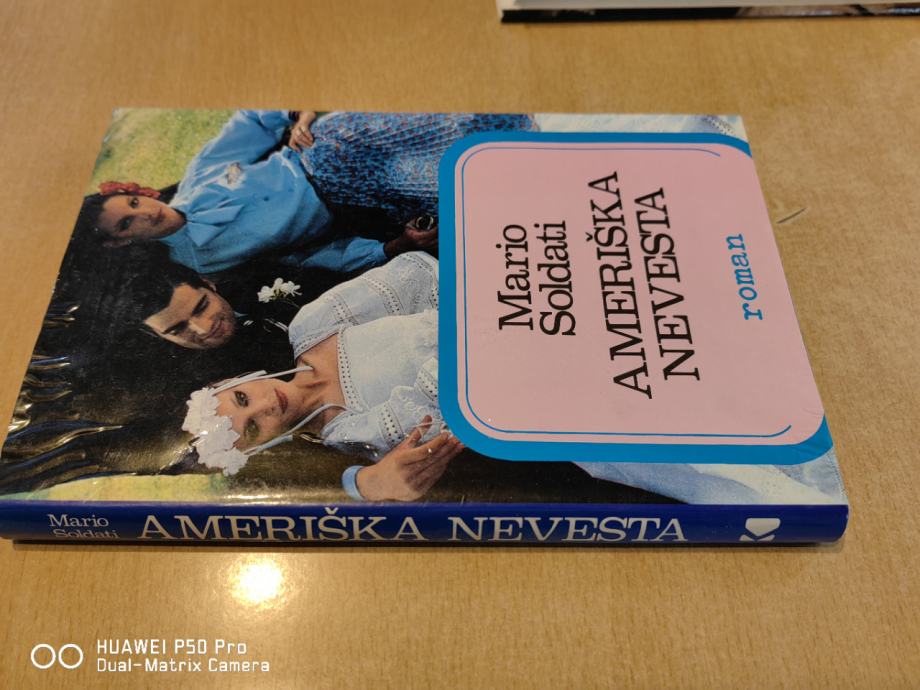 Mario
Soldati
AMERIŠKA
NEVESTA
roman
Mario
Soldati
AMERIŠKA NEVESTA
HUAWEI P50 Pro
Dual-Matrix Camera